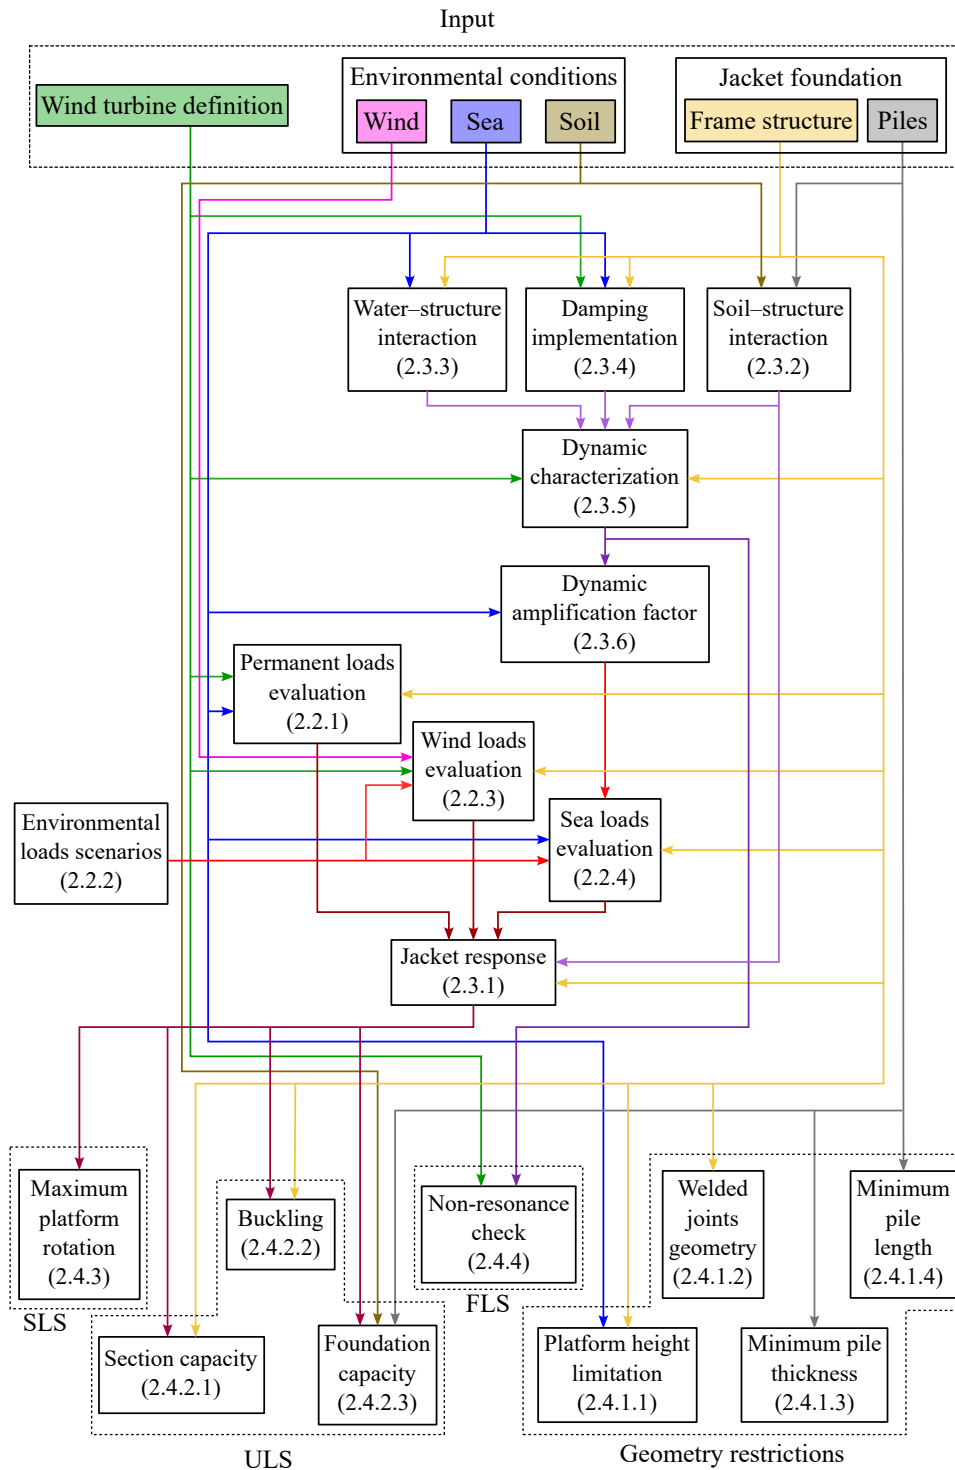 Input
Wind turbine definition
Environmental conditions
Wind
Sea
Soil
Jacket foundation
Frame structure
Piles
Water–structure
interaction
(2.3.3)
Damping
implementation
(2.3.4)
Soil–structure
interaction
(2.3.2)
Dynamic
characterization
(2.3.5)
Dynamic
amplification factor
(2.3.6)
Permanent loads
evaluation
(2.2.1)
Wind loads
evaluation
(2.2.3)
Environmental
loads scenarios
(2.2.2)
Sea loads
evaluation
(2.2.4)
Jacket response
(2.3.1)
Maximum
platform
rotation
(2.4.3)
SLS
Buckling
(2.4.2.2)
Non-resonance
check
(2.4.4)
FLS
Welded
joints
geometry
(2.4.1.2)
Minimum
pile
length
(2.4.1.4)
Section capacity
(2.4.2.1)
Foundation
capacity
(2.4.2.3)
ULS
Platform height
limitation
(2.4.1.1)
Minimum pile
thickness
(2.4.1.3)
Geometry restrictions